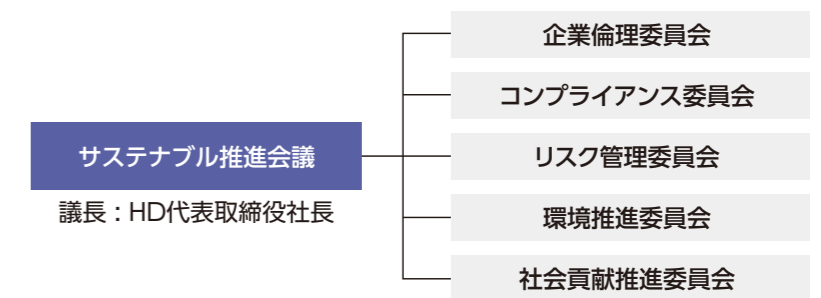 サステナブル推進会議
議長：HD代表取締役社長
企業倫理委員会
コンプライアンス委員会
リスク管理委員会
環境推進委員会
社会貢献推進委員会